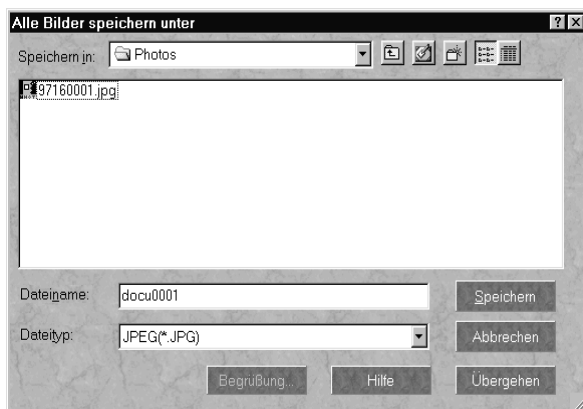 Alle Bilder speichern unter
Speichern in: Photos
97160001.jpg
Dateiname: docu0001 Speichern
Dateityp: JPEG(*.JPG) Abbrechen
Begrüßung... Hilfe Übergehen